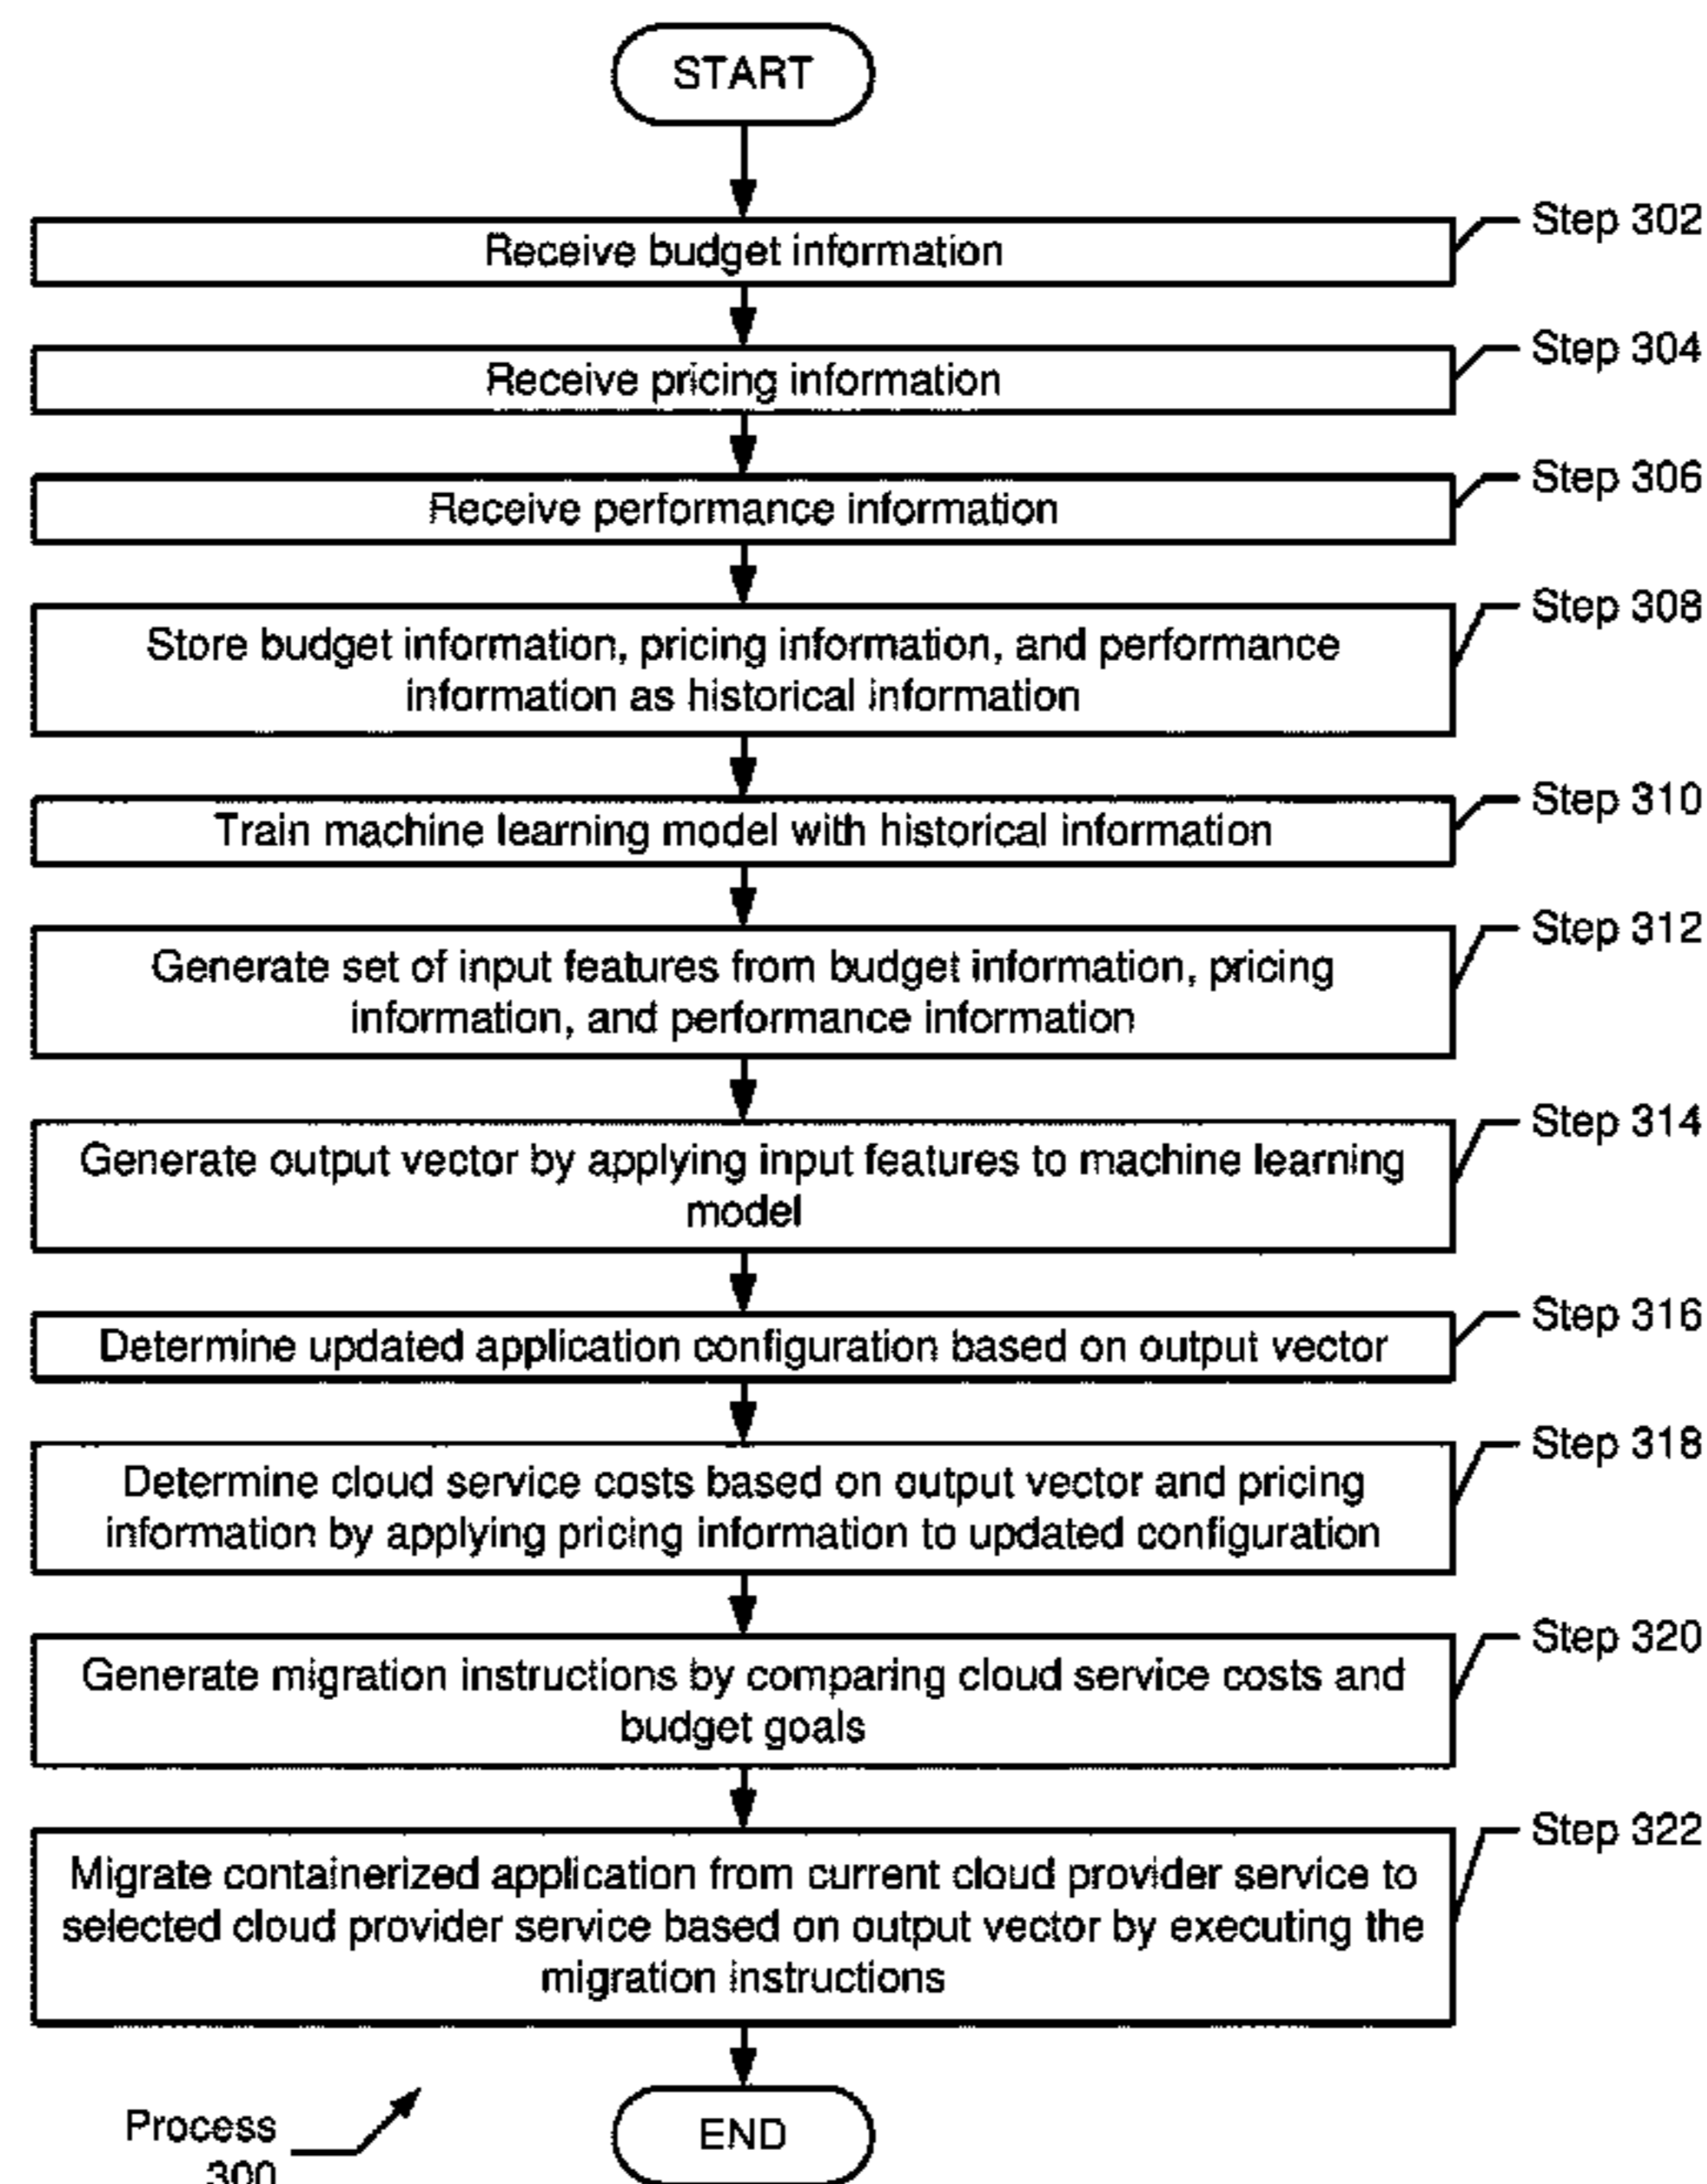 START
Step 302
Receive budget information
Step 304
Receive pricing information
Step 306
Receive performance information
Step 308
Store budget information, pricing information, and performance
information as historical information
Step 310
Train machine learning model with historical information
Step 312
Generate set of input features from budget information, pricing
information, and performance information
Step 314
Generate output vector by applying input features to machine learning
model
Step 316
Determine updated application configuration based on output vector
Step 318
Determine cloud service costs based on output vector and pricing
information by applying pricing information to updated configuration
Step 320
Generate migration instructions by comparing cloud service costs and
budget goals
Step 322
Migrate containerized application from current cloud provider service to
selected cloud provider service based on output vector by executing the
migration instructions
END
Process
300